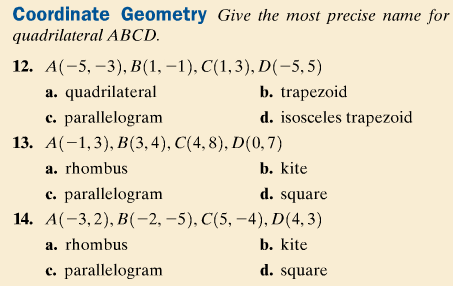 Coordinate Geometry Give the most precise name for
quadrilateral ABCD.
12. A(−5, −3), B(1, −1), C(1, 3), D(−5, 5)
a. quadrilateral b. trapezoid
c. parallelogram d. isosceles trapezoid
13. A(−1, 3), B(3, 4), C(4, 8), D(0, 7)
a. rhombus b. kite
c. parallelogram d. square
14. A(−3, 2), B(−2, −5), C(5, −4), D(4, 3)
a. rhombus b. kite
c. parallelogram d. square